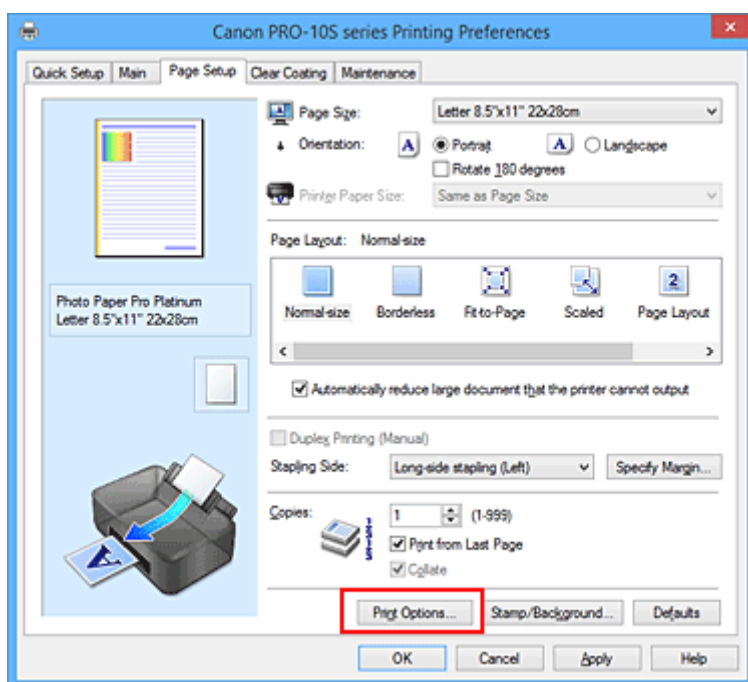 Canon PRO-10S series Printing Preferences
Quick Setup Main Page Setup Clear Coating Maintenance
Page Size: Letter 8.5"x11" 22x28cm
Orientation: A Portrait A Landscape
Rotate 180 degrees
Printer Paper Size: Same as Page Size
Page Layout: Normal-size
2
Normal-size Borderless Fit-to-Page Scaled Page Layout
Photo Paper Pro Platinum
Letter 8.5"x11" 22x28cm
Automatically reduce large document that the printer cannot output
Duplex Printing (Manual)
Stapling Side: Long-side stapling (Left) Specify Margin...
Copies: 1 (1-999)
Print from Last Page
Collate
A
Print Options... Stamp/Background... Defaults
OK Cancel Apply Help